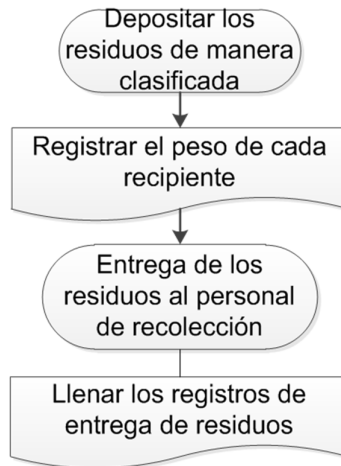 Depositar los
residuos de manera
clasificada
Registrar el peso de cada
recipiente
Entrega de los
residuos al personal
de recolección
Llenar los registros de
entrega de residuos